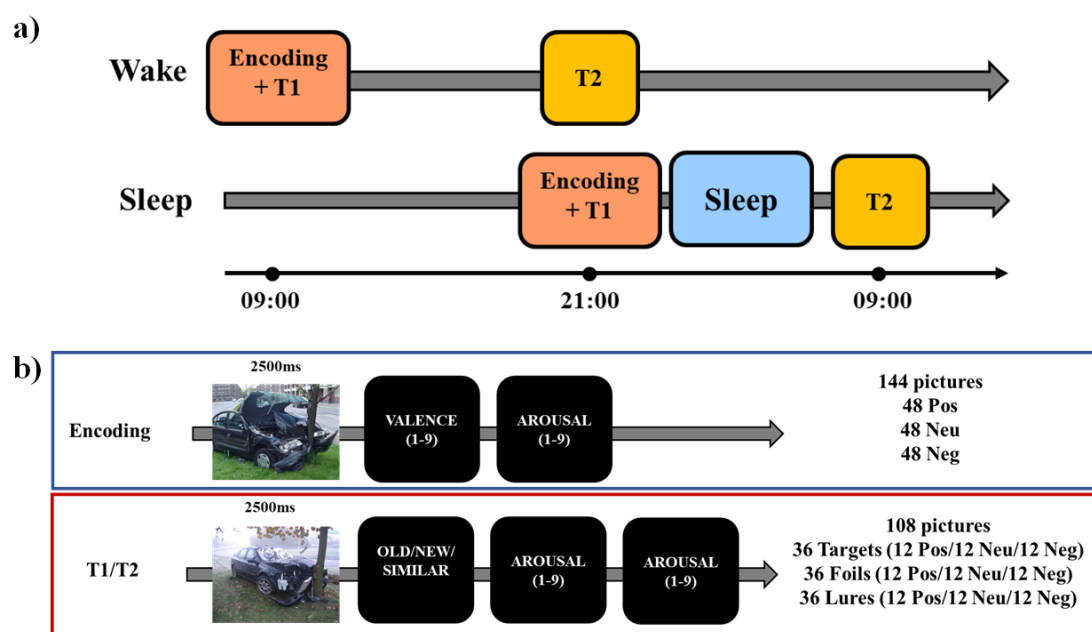 a)
Wake
Encoding
+ T1
T2
Sleep
Encoding
+ T1
Sleep
T2
09:00
21:00
09:00
b)
Encoding
2500ms
VALENCE
(1-9)
AROUSAL
(1-9)
144 pictures
48 Pos
48 Neu
48 Neg
T1/T2
2500ms
OLD/NEW/
SIMILAR
AROUSAL
(1-9)
AROUSAL
(1-9)
108 pictures
36 Targets (12 Pos/12 Neu/12 Neg)
36 Foils (12 Pos/12 Neu/12 Neg)
36 Lures (12 Pos/12 Neu/12 Neg)